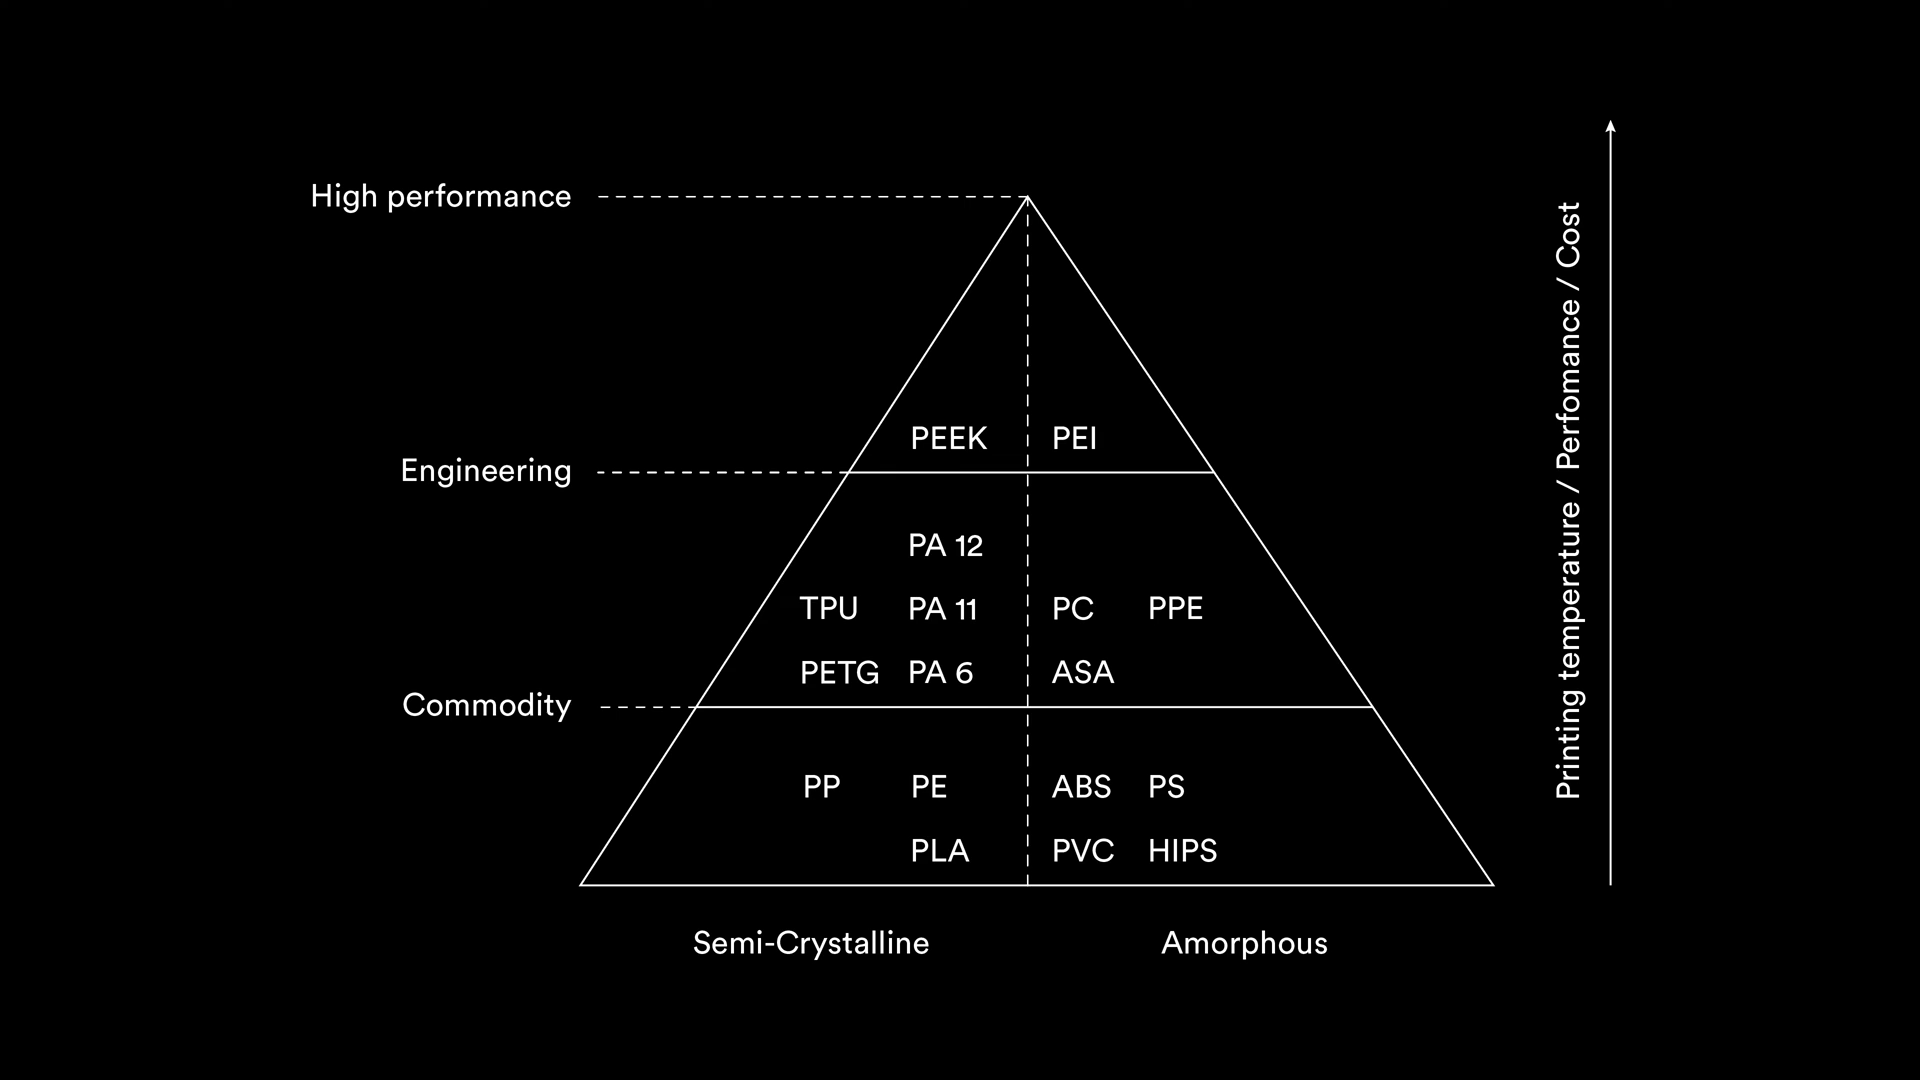 High performance
PEEK PEI
Engineering
PA 12
TPU PA 11 PC PPE
PETG PA 6 ASA
Commodity
PP PE ABS PS
PLA PVC HIPS
Semi-Crystalline Amorphous
Printing temperature / Perfomance / Cost